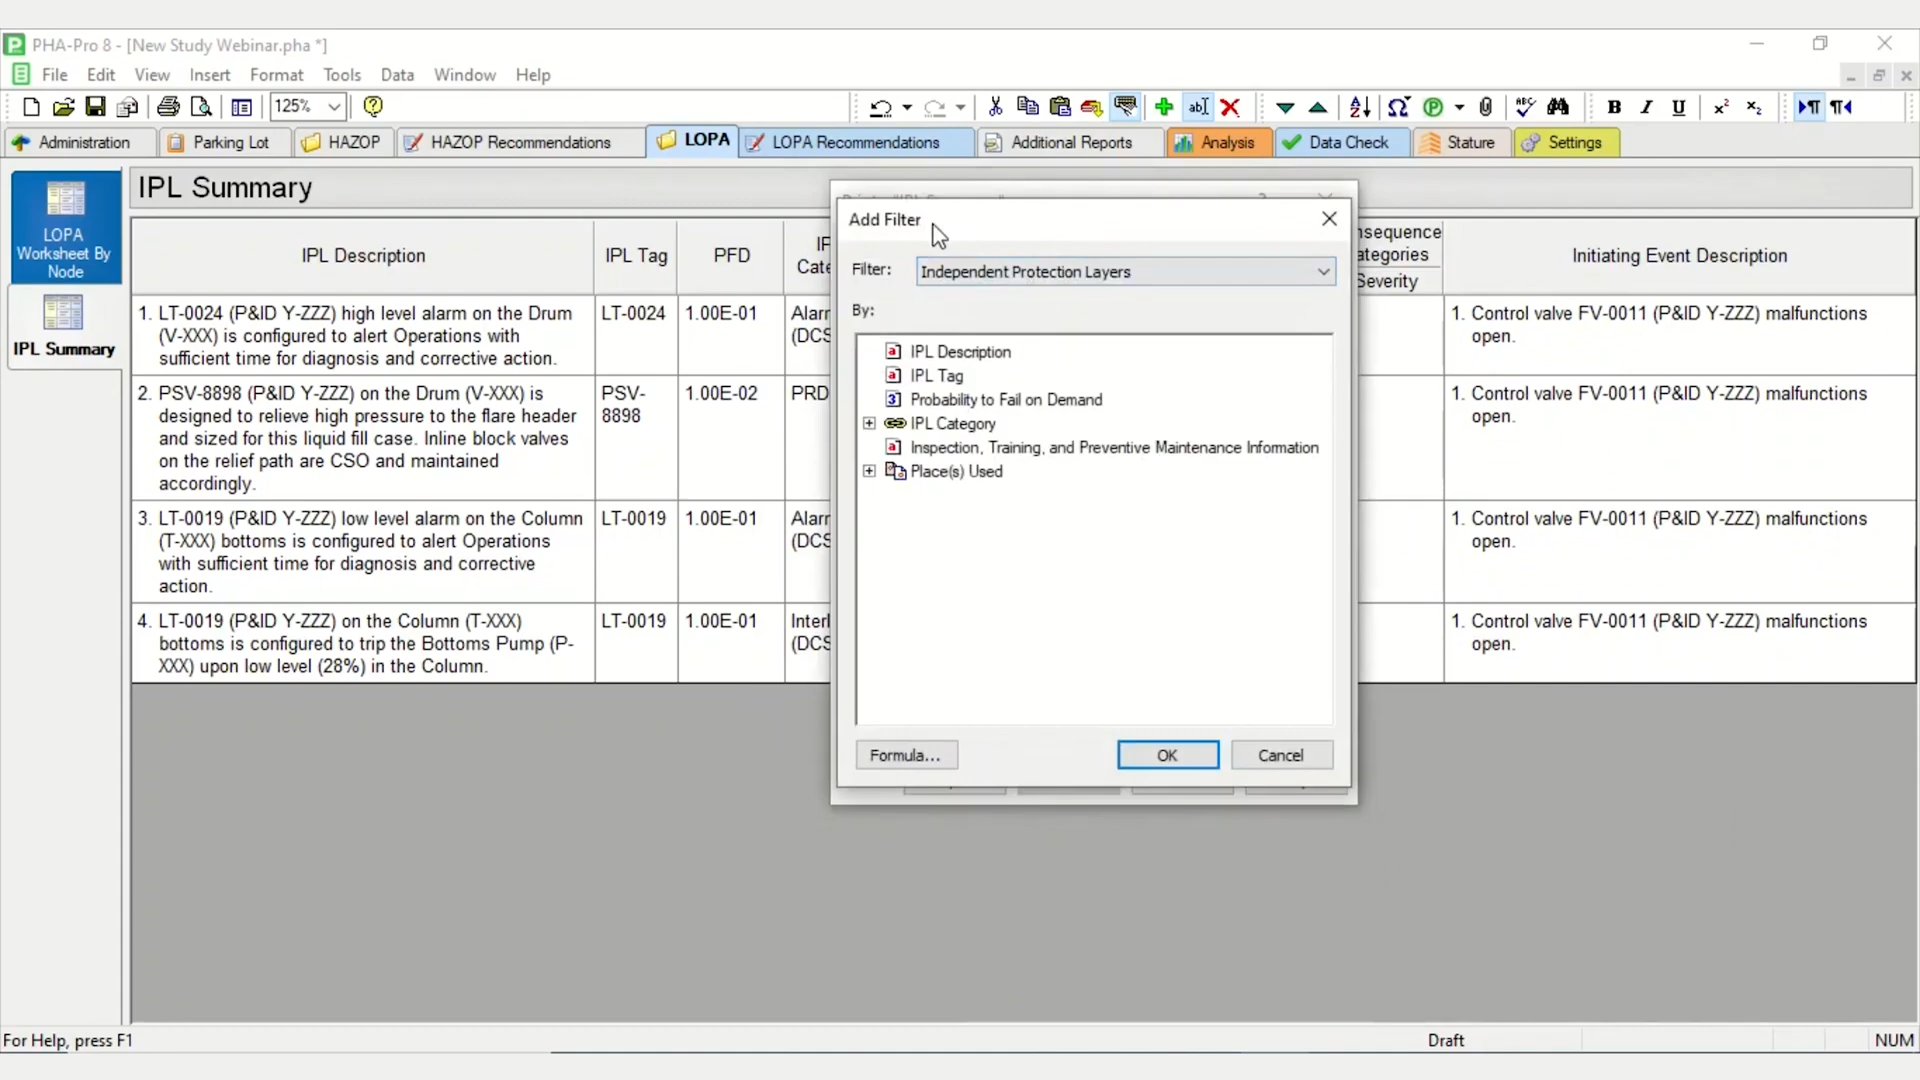 PHA-Pro 8 - [New Study Webinar.pha *]
File Edit View Insert Format Tools Data Window Help
125%
Administration Parking Lot HAZOP HAZOP Recommendations LOPA LOPA Recommendations Additional Reports Analysis Data Check Stature Settings
LOPA
Worksheet By
Node
IPL Summary
IPL Summary
IPL Description IPL Tag PFD
Initiating Event Description
ategories
Severity
1. LT-0024 (P&ID Y-ZZZ) high level alarm on the Drum
(V-XXX) is configured to alert Operations with
sufficient time for diagnosis and corrective action.
LT-0024 1.00E-01 Alarr
(DCS
1. Control valve FV-0011 (P&ID Y-ZZZ) malfunctions
open.
2. PSV-8898 (P&ID Y-ZZZ) on the Drum (V-XXX) is
designed to relieve high pressure to the flare header
and sized for this liquid fill case. Inline block valves
on the relief path are CSO and maintained
accordingly.
PSV-
8898
1.00E-02 PRD
1. Control valve FV-0011 (P&ID Y-ZZZ) malfunctions
open.
3. LT-0019 (P&ID Y-ZZZ) low level alarm on the Column
(T-XXX) bottoms is configured to alert Operations
with sufficient time for diagnosis and corrective
action.
LT-0019 1.00E-01 Alarr
(DCS
1. Control valve FV-0011 (P&ID Y-ZZZ) malfunctions
open.
4. LT-0019 (P&ID Y-ZZZ) on the Column (T-XXX)
bottoms is configured to trip the Bottoms Pump (P-
XXX) upon low level (28%) in the Column.
LT-0019 1.00E-01 Interl
(DCS
1. Control valve FV-0011 (P&ID Y-ZZZ) malfunctions
open.
Add Filter
Filter: Independent Protection Layers
By:
IPL Description
IPL Tag
Probability to Fail on Demand
IPL Category
Inspection, Training, and Preventive Maintenance Information
Place(s) Used
Formula... OK Cancel
For Help, press F1 Draft NUM